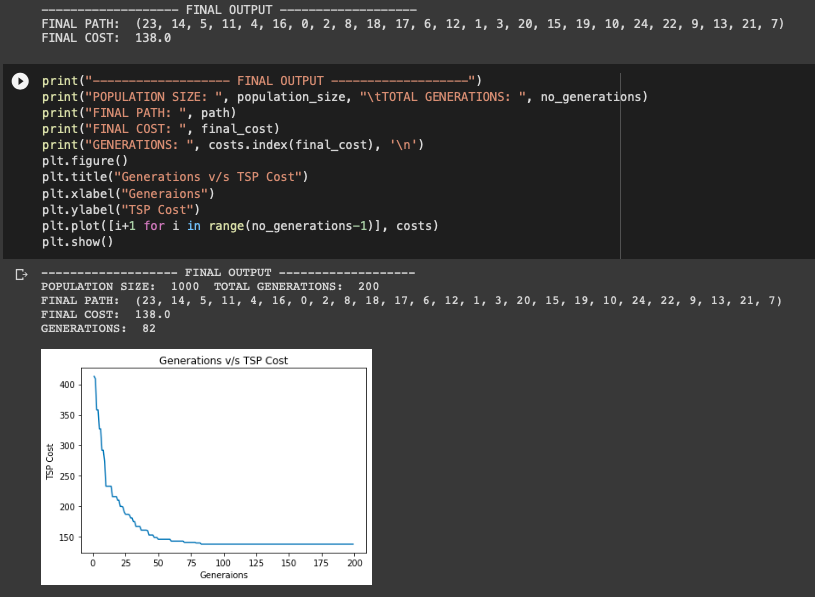 ------------------- FINAL OUTPUT -------------------
FINAL PATH:  (23, 14, 5, 11, 4, 16, 0, 2, 8, 18, 17, 6, 12, 1, 3, 20, 15, 19, 10, 24, 22, 9, 13, 21, 7)
FINAL COST:  138.0
print("------------------- FINAL OUTPUT -------------------")
print("POPULATION SIZE: ", population_size, "\tTOTAL GENERATIONS: ", no_generations)
print("FINAL PATH: ", path)
print("FINAL COST: ", final_cost)
print("GENERATIONS: ", costs.index(final_cost), '\n')
plt.figure()
plt.title("Generations v/s TSP Cost")
plt.xlabel("Generaions")
plt.ylabel("TSP Cost")
plt.plot([i+1 for i in range(no_generations-1)], costs)
plt.show()
------------------- FINAL OUTPUT -------------------
POPULATION SIZE:  1000  TOTAL GENERATIONS:  200
FINAL PATH:  (23, 14, 5, 11, 4, 16, 0, 2, 8, 18, 17, 6, 12, 1, 3, 20, 15, 19, 10, 24, 22, 9, 13, 21, 7)
FINAL COST:  138.0
GENERATIONS:  82
Generations v/s TSP Cost
TSP Cost
400
350
300
250
200
150
0 25 50 75 100 125 150 175 200
Generaions